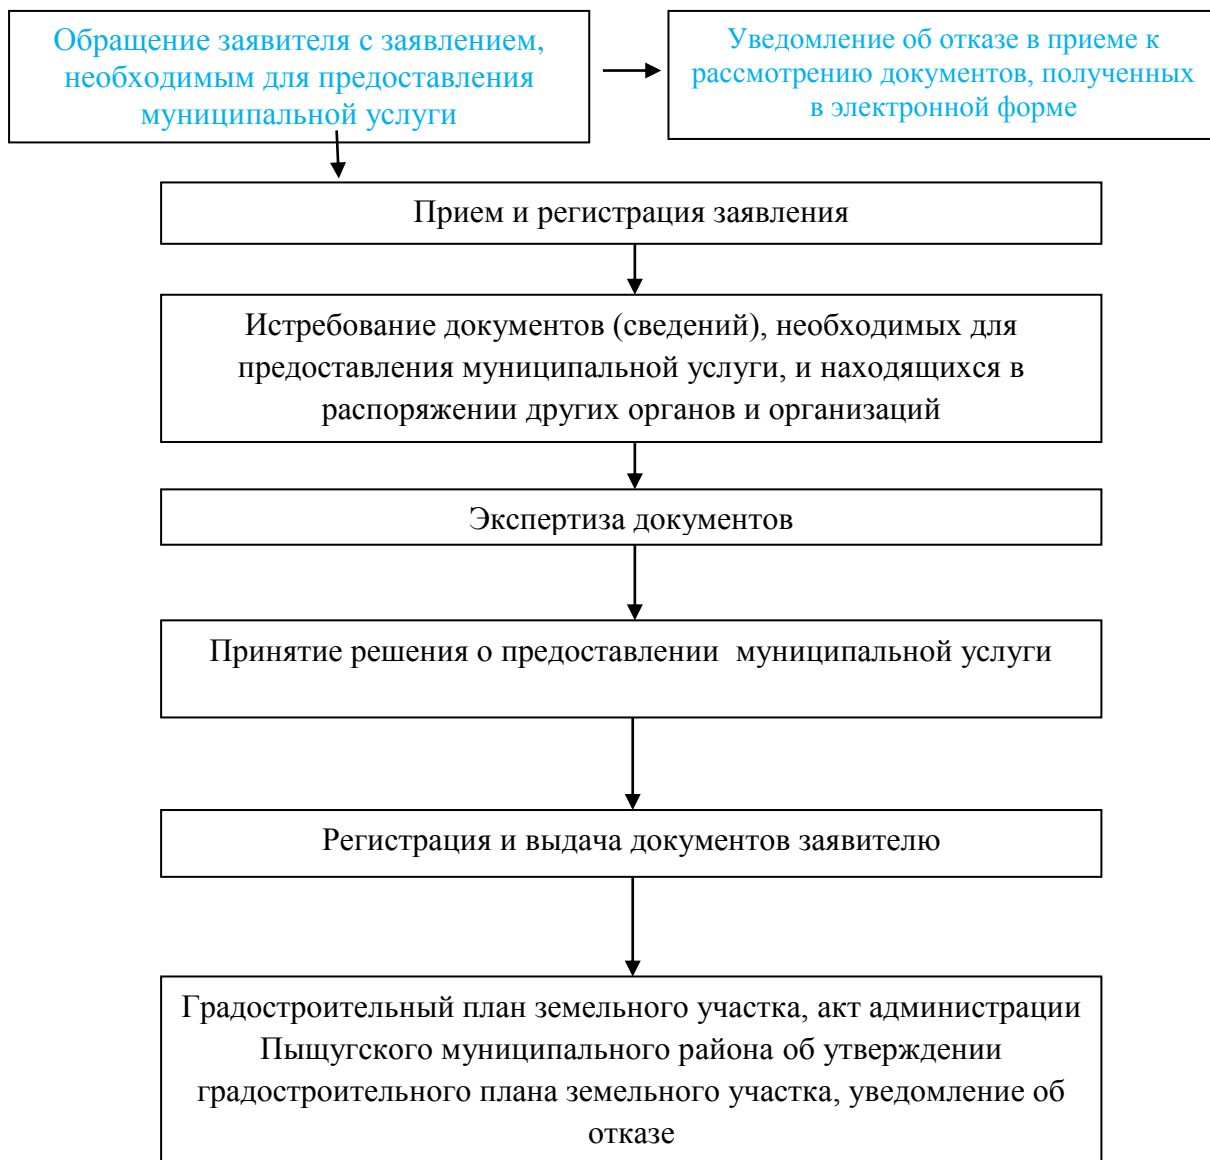 Обращение заявителя с заявлением,
необходимым для предоставления
муниципальной услуги
Уведомление об отказе в приеме к
рассмотрению документов, полученных
в электронной форме
Прием и регистрация заявления
Истребование документов (сведений), необходимых для
предоставления муниципальной услуги, и находящихся в
распоряжении других органов и организаций
Экспертиза документов
Принятие решения о предоставлении  муниципальной услуги
Регистрация и выдача документов заявителю
Градостроительный план земельного участка, акт администрации
Пыщугского муниципального района об утверждении
градостроительного плана земельного участка, уведомление об
отказе